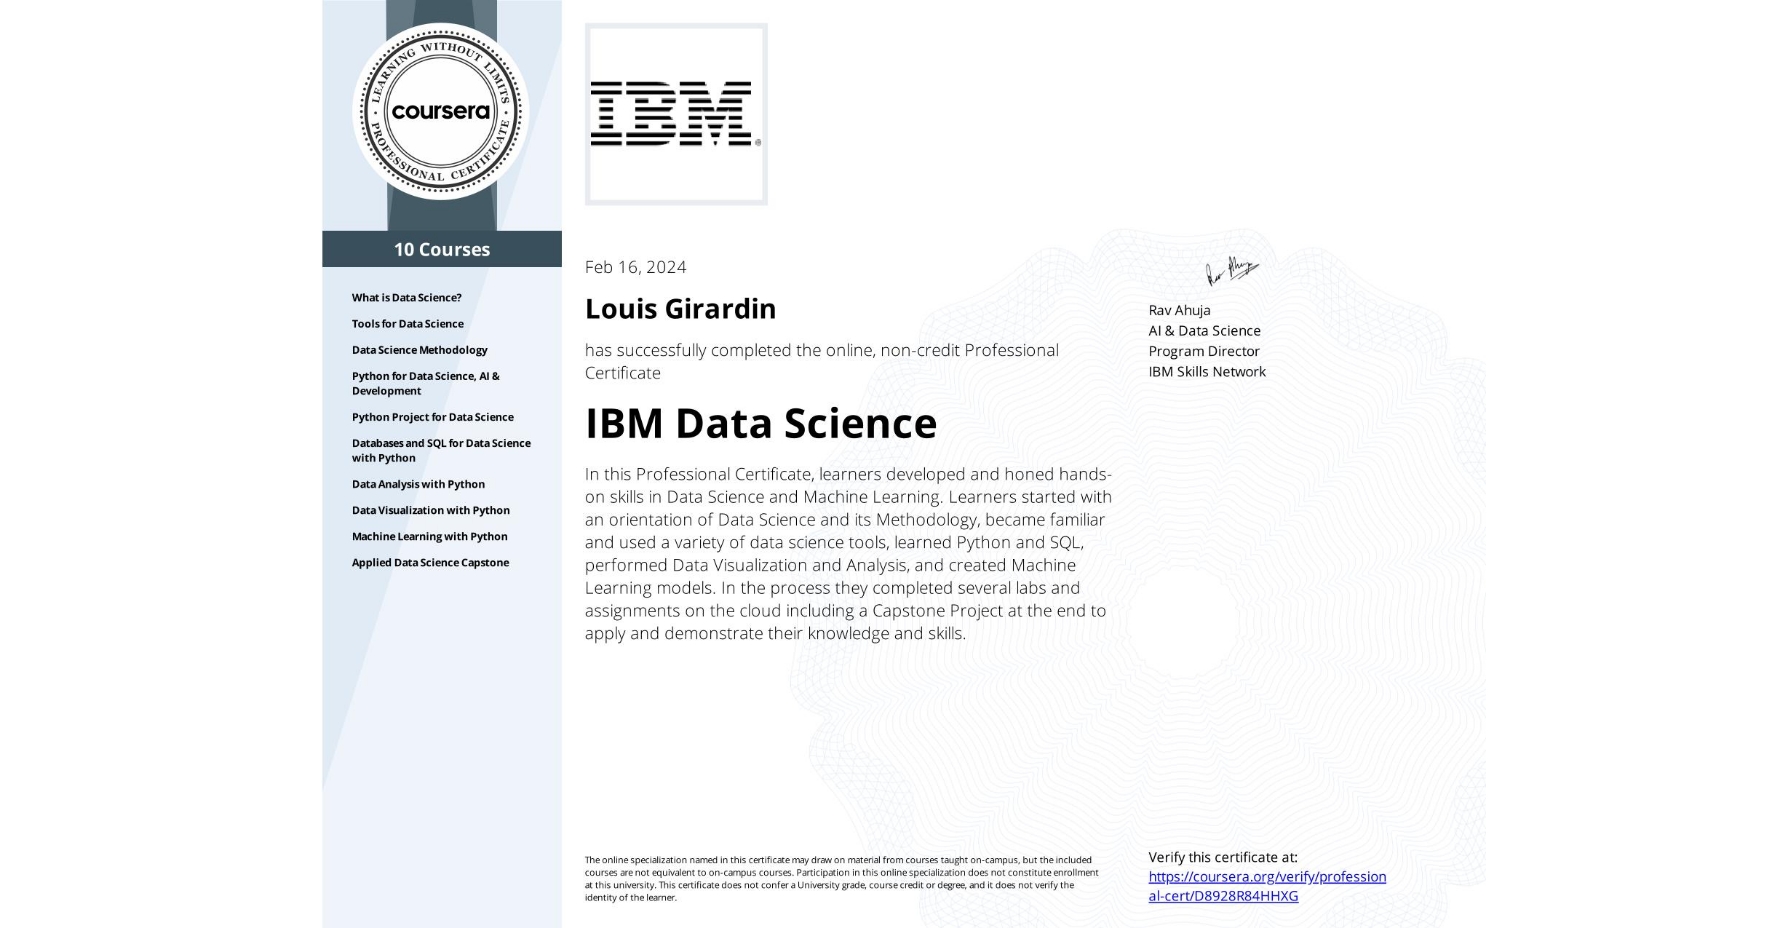 LEARNING WITHOUT LIMITS
coursera
PROFESSIONAL CERTIFICATE
10 Courses
What is Data Science?
Tools for Data Science
Data Science Methodology
Python for Data Science, AI &
Development
Python Project for Data Science
Databases and SQL for Data Science
with Python
Data Analysis with Python
Data Visualization with Python
Machine Learning with Python
Applied Data Science Capstone
IBM®
Feb 16, 2024
Louis Girardin
has successfully completed the online, non-credit Professional
Certificate
IBM Data Science
In this Professional Certificate, learners developed and honed hands-
on skills in Data Science and Machine Learning. Learners started with
an orientation of Data Science and its Methodology, became familiar
and used a variety of data science tools, learned Python and SQL,
performed Data Visualization and Analysis, and created Machine
Learning models. In the process they completed several labs and
assignments on the cloud including a Capstone Project at the end to
apply and demonstrate their knowledge and skills.
The online specialization named in this certificate may draw on material from courses taught on-campus, but the included
courses are not equivalent to on-campus courses. Participation in this online specialization does not constitute enrollment
at this university. This certificate does not confer a University grade, course credit or degree, and it does not verify the
identity of the learner.
Rav Ahuja
Rav Ahuja
AI & Data Science
Program Director
IBM Skills Network
Verify this certificate at:
https://coursera.org/verify/profession
al-cert/D8928R84HHXG